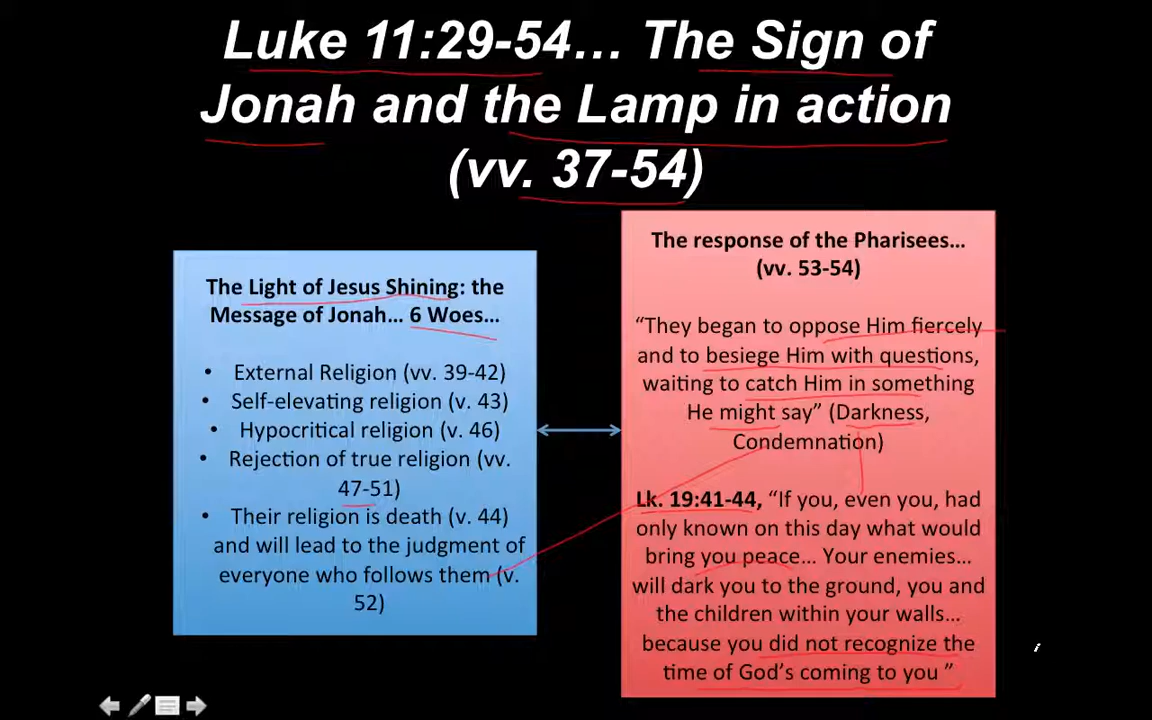 Luke 11:29-54… The Sign of
Jonah and the Lamp in action
(vv. 37-54)
The Light of Jesus Shining: the
Message of Jonah… 6 Woes…
• External Religion (vv. 39-42)
• Self-elevating religion (v. 43)
• Hypocritical religion (v. 46)
• Rejection of true religion (vv.
47-51)
• Their religion is death (v. 44)
and will lead to the judgment of
everyone who follows them (v.
52)
The response of the Pharisees…
(vv. 53-54)
“They began to oppose Him fiercely
and to besiege Him with questions,
waiting to catch Him in something
He might say” (Darkness,
Condemnation)
Lk. 19:41-44, “If you, even you, had
only known on this day what would
bring you peace… Your enemies…
will dark you to the ground, you and
the children within your walls…
because you did not recognize the
time of God’s coming to you ”